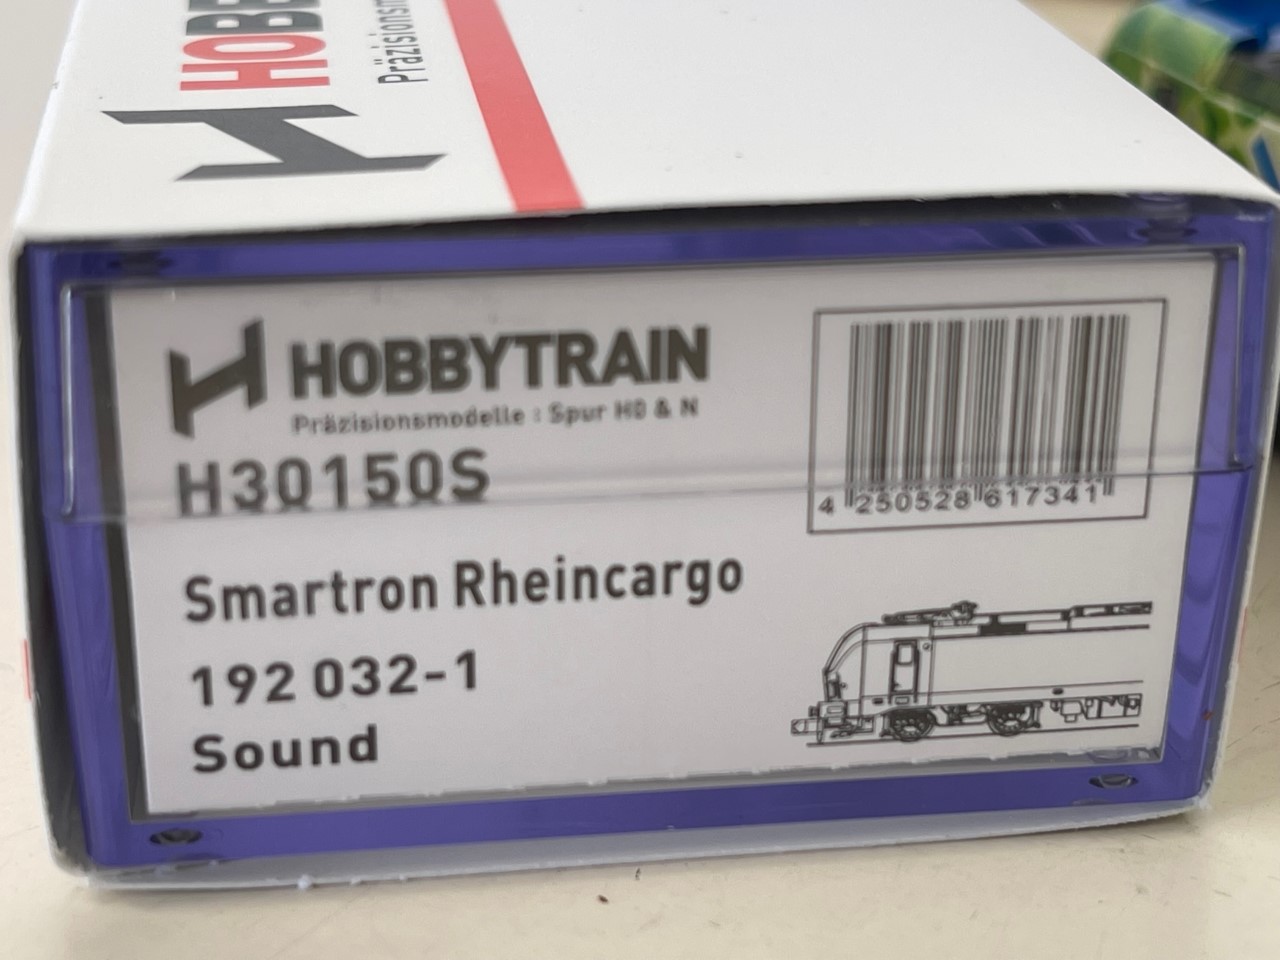 HOBBYTRAIN
Präzisionsmodelle : Spur H0 & N
H30150S
4 250528 617341
Smartron Rheincargo
192 032-1
Sound